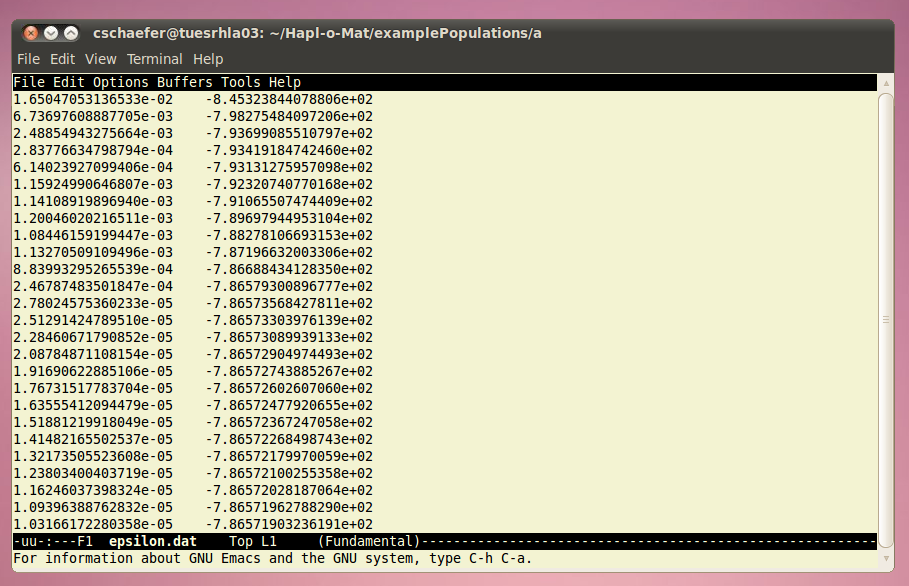 cschaefer@tuesrhla03: ~/Hapl-o-Mat/examplePopulations/a
File Edit View Terminal Help
File Edit Options Buffers Tools Help
1.65047053136533e-02    -8.45323844078806e+02
6.73697608887705e-03    -7.98275484097206e+02
2.48854943275664e-03    -7.93699085510797e+02
2.83776634798794e-04    -7.93419184742460e+02
6.14023927099406e-04    -7.93131275957098e+02
1.15924990646807e-03    -7.92320740770168e+02
1.14108919896940e-03    -7.91065507474409e+02
1.20046020216511e-03    -7.89697944953104e+02
1.08446159199447e-03    -7.88278106693153e+02
1.13270509109496e-03    -7.87196632003306e+02
8.83993295265539e-04    -7.86688434128350e+02
2.46787483501847e-04    -7.86579300896777e+02
2.78024575360233e-05    -7.86573568427811e+02
2.51291424789510e-05    -7.86573303976139e+02
2.28460671790852e-05    -7.86573089939133e+02
2.08784871108154e-05    -7.86572904974493e+02
1.91690622885106e-05    -7.86572743885267e+02
1.76731517783704e-05    -7.86572602607060e+02
1.63555412094479e-05    -7.86572477920655e+02
1.51881219918049e-05    -7.86572367247058e+02
1.41482165502537e-05    -7.86572268498743e+02
1.32173505523608e-05    -7.86572179970059e+02
1.23803400403719e-05    -7.86572100255358e+02
1.16246037398324e-05    -7.86572028187064e+02
1.09396388762832e-05    -7.86571962788290e+02
1.03166172280358e-05    -7.86571903236191e+02
-uu-:---F1  epsilon.dat    Top L1     (Fundamental)---------------------------------------------------------
For information about GNU Emacs and the GNU system, type C-h C-a.